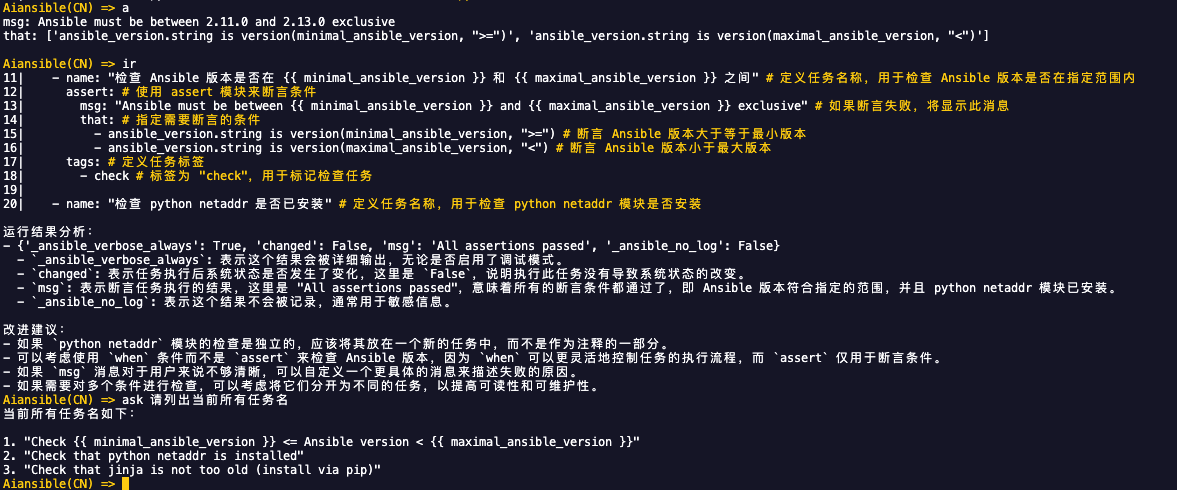 Aiansible(CN) => a
msg: Ansible must be between 2.11.0 and 2.13.0 exclusive
that: ['ansible_version.string is version(minimal_ansible_version, ">=")', 'ansible_version.string is version(maximal_ansible_version, "<")']
Aiansible(CN) => ir
11|    - name: "检查 Ansible 版本是否在 {{ minimal_ansible_version }} 和 {{ maximal_ansible_version }} 之间" # 定义任务名称，用于检查 Ansible 版本是否在指定范围内
12|      assert: # 使用 assert 模块来断言条件
13|        msg: "Ansible must be between {{ minimal_ansible_version }} and {{ maximal_ansible_version }} exclusive" # 如果断言失败，将显示此消息
14|        that: # 指定需要断言的条件
15|          - ansible_version.string is version(minimal_ansible_version, ">=") # 断言 Ansible 版本大于等于最小版本
16|          - ansible_version.string is version(maximal_ansible_version, "<") # 断言 Ansible 版本小于最大版本
17|      tags: # 定义任务标签
18|        - check # 标签为 "check"，用于标记检查任务
19|
20|    - name: "检查 python netaddr 是否已安装" # 定义任务名称，用于检查 python netaddr 模块是否安装
运行结果分析：
- {'_ansible_verbose_always': True, 'changed': False, 'msg': 'All assertions passed', '_ansible_no_log': False}
  - `_ansible_verbose_always`: 表示这个结果会被详细输出，无论是否启用了调试模式。
  - `changed`: 表示任务执行后系统状态是否发生了变化，这里是 `False`，说明执行此任务没有导致系统状态的改变。
  - `msg`: 表示断言任务执行的结果，这里是 "All assertions passed"，意味着所有的断言条件都通过了，即 Ansible 版本符合指定的范围，并且 python netaddr 模块已安装。
  - `_ansible_no_log`: 表示这个结果不会被记录，通常用于敏感信息。
改进建议：
- 如果 `python netaddr` 模块的检查是独立的，应该将其放在一个新的任务中，而不是作为注释的一部分。
- 可以考虑使用 `when` 条件而不是 `assert` 来检查 Ansible 版本，因为 `when` 可以更灵活地控制任务的执行流程，而 `assert` 仅用于断言条件。
- 如果 `msg` 消息对于用户来说不够清晰，可以自定义一个更具体的消息来描述失败的原因。
- 如果需要对多个条件进行检查，可以考虑将它们分开为不同的任务，以提高可读性和可维护性。
Aiansible(CN) => ask 请列出当前所有任务名
当前所有任务名如下：
1. "Check {{ minimal_ansible_version }} <= Ansible version < {{ maximal_ansible_version }}"
2. "Check that python netaddr is installed"
3. "Check that jinja is not too old (install via pip)"
Aiansible(CN) =>